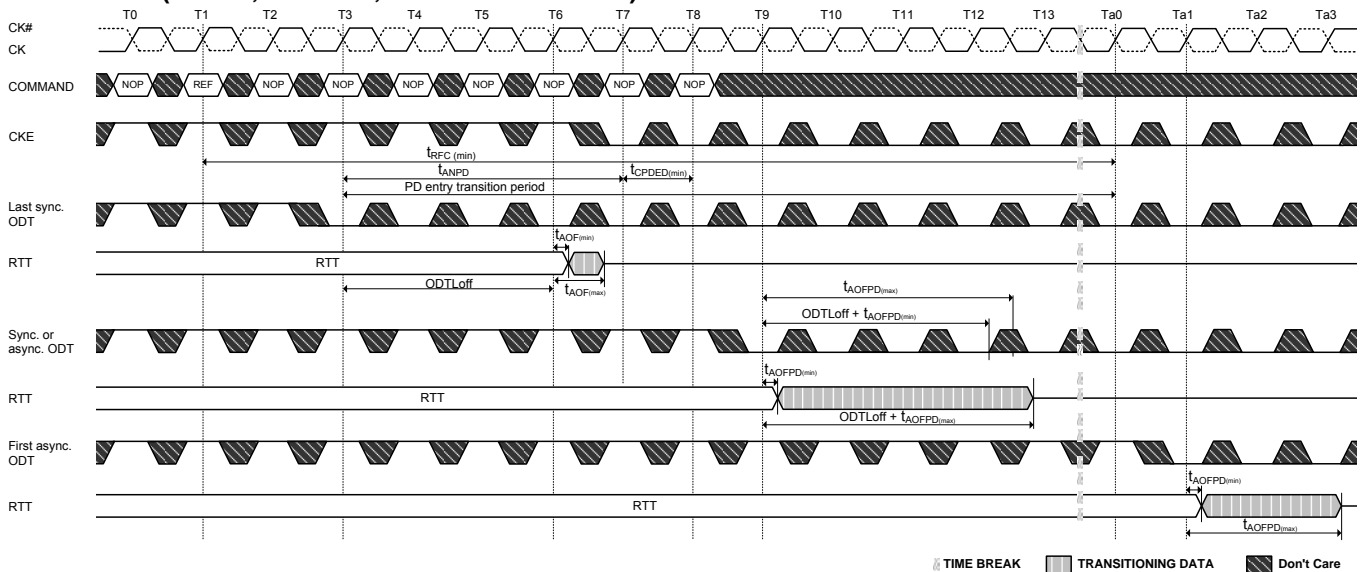 T0 T1 T2 T3 T4 T5 T6 T7 T8 T9 T10 T11 T12 T13 Ta0 Ta1 Ta2 Ta3
CK#
CK
COMMAND NOP REF NOP NOP NOP NOP NOP NOP NOP
CKE
tRFC (min)
tANPD tCPDED(min)
PD entry transition period
Last sync.
ODT
tAOF(min)
RTT RTT
ODTLoff tAOF(max)
tAOFPD(max)
ODTLoff + tAOFPD(min)
Sync. or
async. ODT
tAOFPD(min)
RTT RTT
ODTLoff + tAOFPD(max)
First async.
ODT
tAOFPD(min)
RTT RTT
tAOFPD(max)
TIME BREAK TRANSITIONING DATA Don't Care